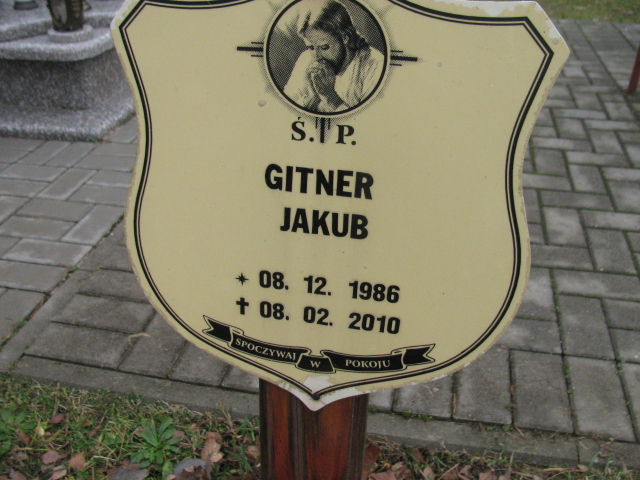 Ś. P.
GITNER
JAKUB
✶ 08. 12. 1986
✝ 08. 02. 2010
SPOCZYWAJ W POKOJU